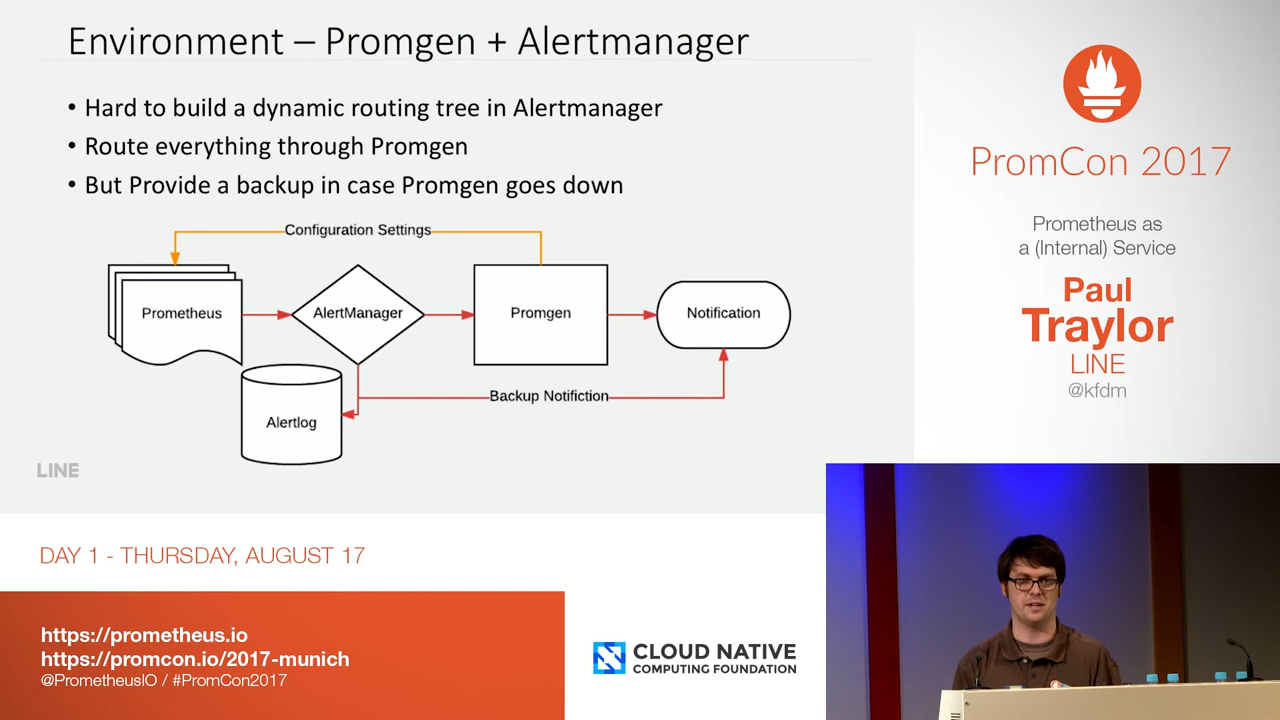 Environment – Promgen + Alertmanager
• Hard to build a dynamic routing tree in Alertmanager
• Route everything through Promgen
• But Provide a backup in case Promgen goes down
Configuration Settings
Prometheus
AlertManager
Promgen
Notification
Backup Notifiction
Alertlog
LINE
PromCon 2017
Prometheus as
a (Internal) Service
Paul
Traylor
LINE
@kfdm
DAY 1 - THURSDAY, AUGUST 17
https://prometheus.io
https://promcon.io/2017-munich
@PrometheusIO / #PromCon2017
CLOUD NATIVE
COMPUTING FOUNDATION